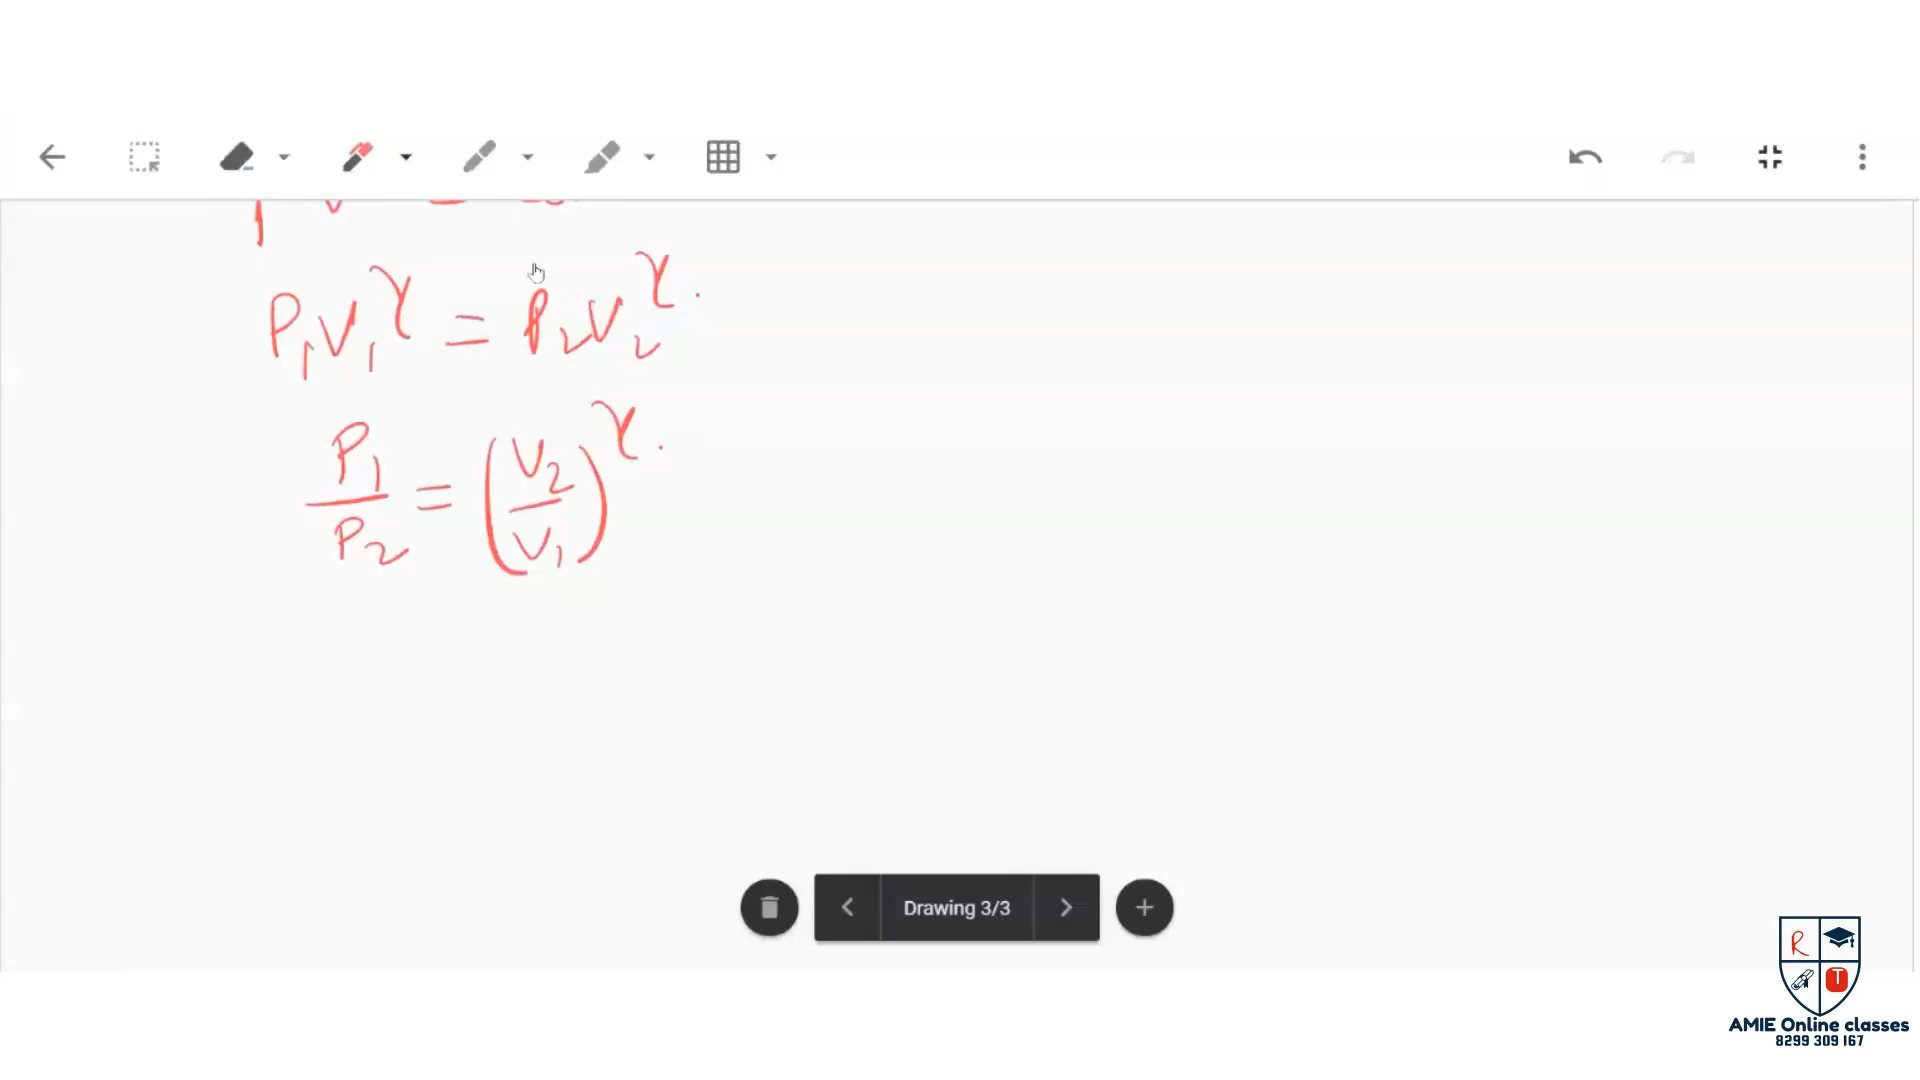 P₁V₁^γ = P₂V₂^γ.
P₁/P₂ = (V₂/V₁)^γ.
Drawing 3/3
R
T
AMIE Online classes
8299 309 167